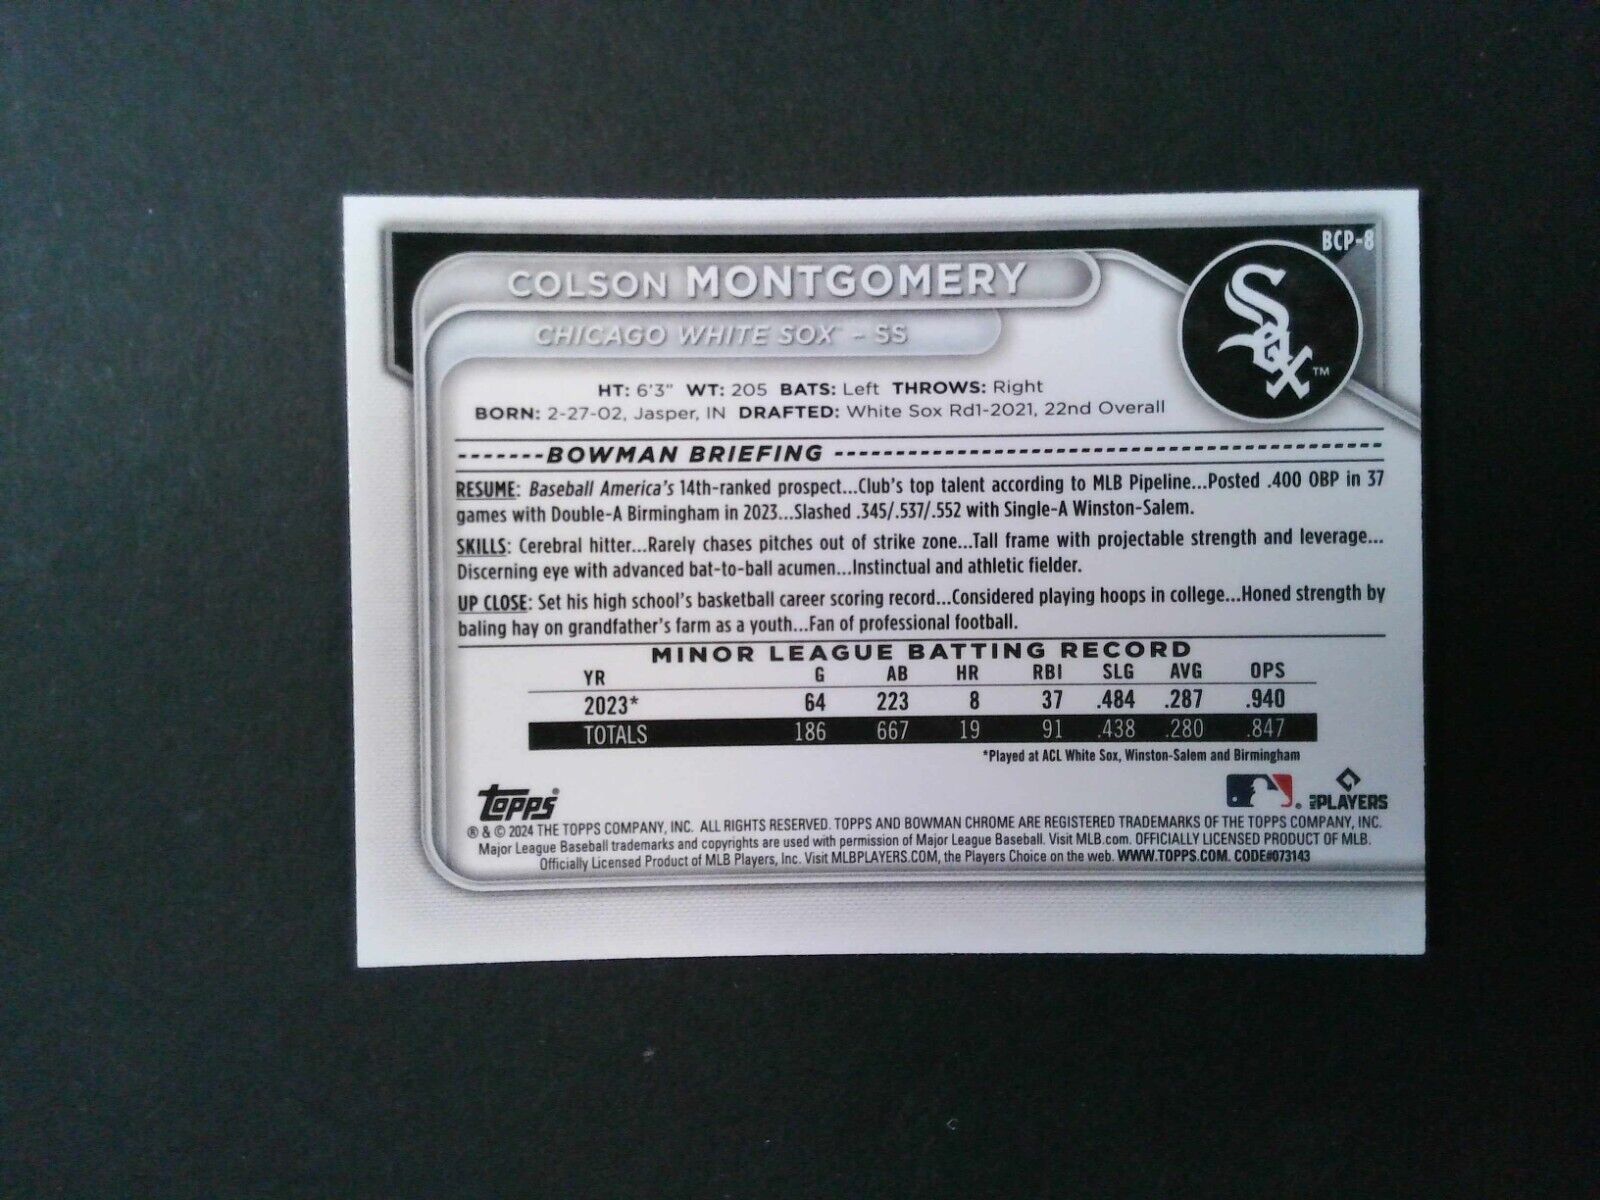 BCP-8
COLSON MONTGOMERY
CHICAGO WHITE SOX™ - SS
Sox ™
HT: 6'3" WT: 205 BATS: Left THROWS: Right
BORN: 2-27-02, Jasper, IN DRAFTED: White Sox Rd1-2021, 22nd Overall
BOWMAN BRIEFING
RESUME: Baseball America's 14th-ranked prospect...Club's top talent according to MLB Pipeline...Posted .400 OBP in 37
games with Double-A Birmingham in 2023...Slashed .345/.537/.552 with Single-A Winston-Salem.
SKILLS: Cerebral hitter...Rarely chases pitches out of strike zone...Tall frame with projectable strength and leverage...
Discerning eye with advanced bat-to-ball acumen...Instinctual and athletic fielder.
UP CLOSE: Set his high school's basketball career scoring record...Considered playing hoops in college...Honed strength by
baling hay on grandfather's farm as a youth...Fan of professional football.
MINOR LEAGUE BATTING RECORD
YR G AB HR RBI SLG AVG OPS
2023* 64 223 8 37 .484 .287 .940
TOTALS 186 667 19 91 .438 .280 .847
*Played at ACL White Sox, Winston-Salem and Birmingham
Topps® ® MLB PLAYERS
® & © 2024 THE TOPPS COMPANY, INC. ALL RIGHTS RESERVED. TOPPS AND BOWMAN CHROME ARE REGISTERED TRADEMARKS OF THE TOPPS COMPANY, INC.
Major League Baseball trademarks and copyrights are used with permission of Major League Baseball. Visit MLB.com. OFFICIALLY LICENSED PRODUCT OF MLB.
Officially Licensed Product of MLB Players, Inc. Visit MLBPLAYERS.COM, the Players Choice on the web. WWW.TOPPS.COM. CODE#073143